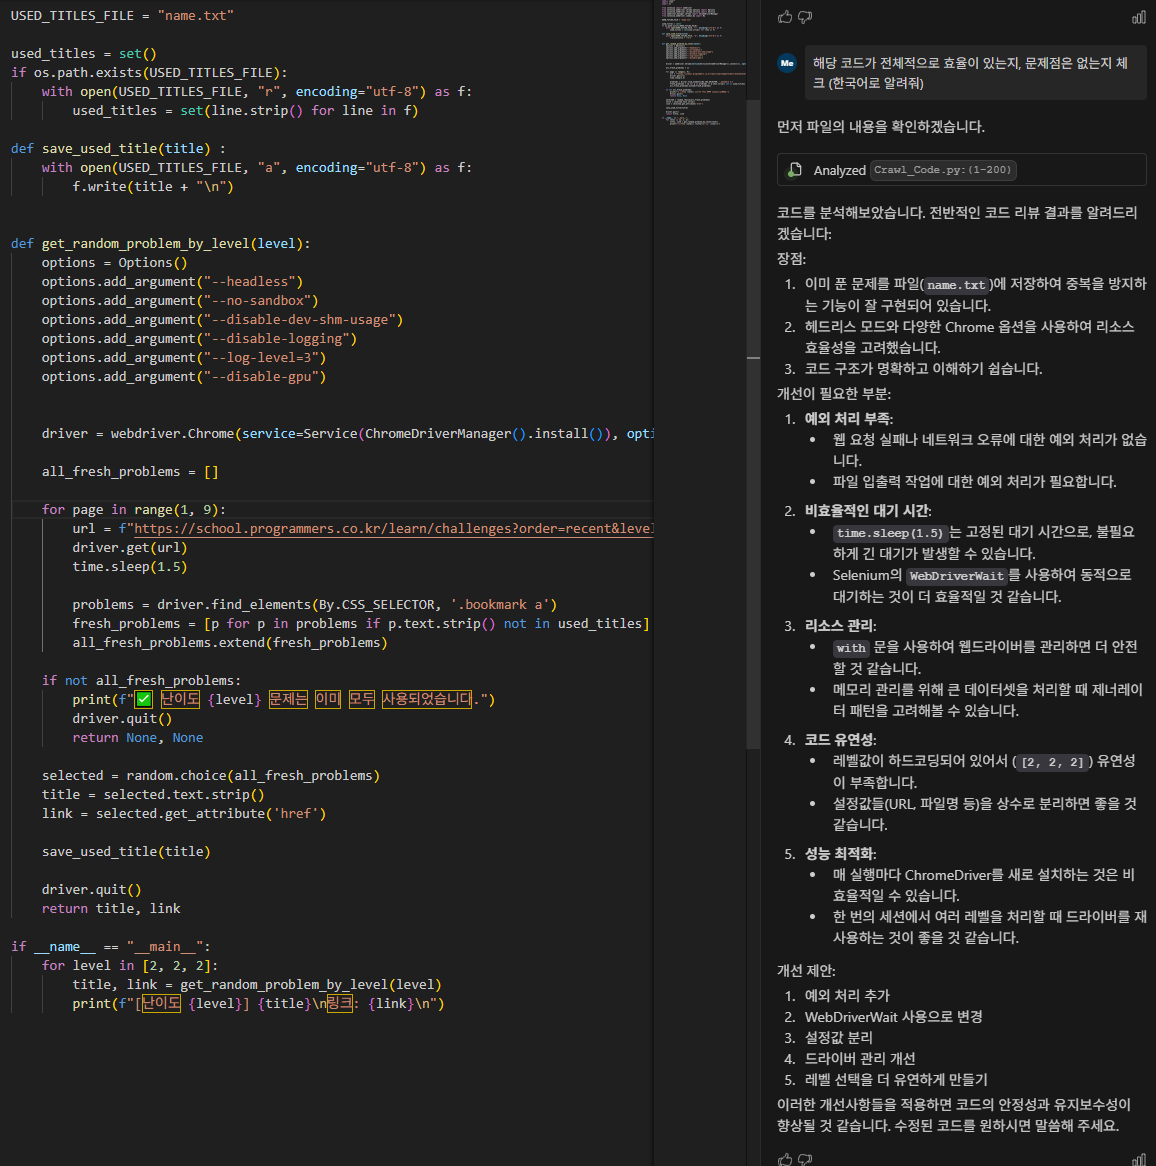 USED_TITLES_FILE = "name.txt"
used_titles = set()
if os.path.exists(USED_TITLES_FILE):
    with open(USED_TITLES_FILE, "r", encoding="utf-8") as f:
        used_titles = set(line.strip() for line in f)
def save_used_title(title) :
    with open(USED_TITLES_FILE, "a", encoding="utf-8") as f:
        f.write(title + "\n")
def get_random_problem_by_level(level):
    options = Options()
    options.add_argument("--headless")
    options.add_argument("--no-sandbox")
    options.add_argument("--disable-dev-shm-usage")
    options.add_argument("--disable-logging")
    options.add_argument("--log-level=3")
    options.add_argument("--disable-gpu")
    driver = webdriver.Chrome(service=Service(ChromeDriverManager().install()), opti
    all_fresh_problems = []
    for page in range(1, 9):
        url = f"https://school.programmers.co.kr/learn/challenges?order=recent&level
        driver.get(url)
        time.sleep(1.5)
        problems = driver.find_elements(By.CSS_SELECTOR, '.bookmark a')
        fresh_problems = [p for p in problems if p.text.strip() not in used_titles]
        all_fresh_problems.extend(fresh_problems)
    if not all_fresh_problems:
        print(f"✅ 난이도 {level} 문제는 이미 모두 사용되었습니다.")
        driver.quit()
        return None, None
    selected = random.choice(all_fresh_problems)
    title = selected.text.strip()
    link = selected.get_attribute('href')
    save_used_title(title)
    driver.quit()
    return title, link
if __name__ == "__main__":
    for level in [2, 2, 2]:
        title, link = get_random_problem_by_level(level)
        print(f"[난이도 {level}] {title}\n링크: {link}\n")
Me
해당 코드가 전체적으로 효율이 있는지, 문제점은 없는지 체
크 (한국어로 알려줘)
먼저 파일의 내용을 확인하겠습니다.
Analyzed Crawl_Code.py:(1-200)
코드를 분석해보았습니다. 전반적인 코드 리뷰 결과를 알려드리
겠습니다:
장점:
1. 이미 푼 문제를 파일(name.txt)에 저장하여 중복을 방지하
는 기능이 잘 구현되어 있습니다.
2. 헤드리스 모드와 다양한 Chrome 옵션을 사용하여 리소스
효율성을 고려했습니다.
3. 코드 구조가 명확하고 이해하기 쉽습니다.
개선이 필요한 부분:
1. 예외 처리 부족:
• 웹 요청 실패나 네트워크 오류에 대한 예외 처리가 없습
니다.
• 파일 입출력 작업에 대한 예외 처리가 필요합니다.
2. 비효율적인 대기 시간:
• time.sleep(1.5)는 고정된 대기 시간으로, 불필요
하게 긴 대기가 발생할 수 있습니다.
• Selenium의 WebDriverWait를 사용하여 동적으로
대기하는 것이 더 효율적일 것 같습니다.
3. 리소스 관리:
• with 문을 사용하여 웹드라이버를 관리하면 더 안전
할 것 같습니다.
• 메모리 관리를 위해 큰 데이터셋을 처리할 때 제너레이
터 패턴을 고려해볼 수 있습니다.
4. 코드 유연성:
• 레벨값이 하드코딩되어 있어서 ([2, 2, 2]) 유연성
이 부족합니다.
• 설정값들(URL, 파일명 등)을 상수로 분리하면 좋을 것
같습니다.
5. 성능 최적화:
• 매 실행마다 ChromeDriver를 새로 설치하는 것은 비
효율적일 수 있습니다.
• 한 번의 세션에서 여러 레벨을 처리할 때 드라이버를 재
사용하는 것이 좋을 것 같습니다.
개선 제안:
1. 예외 처리 추가
2. WebDriverWait 사용으로 변경
3. 설정값 분리
4. 드라이버 관리 개선
5. 레벨 선택을 더 유연하게 만들기
이러한 개선사항들을 적용하면 코드의 안정성과 유지보수성이
향상될 것 같습니다. 수정된 코드를 원하시면 말씀해 주세요.